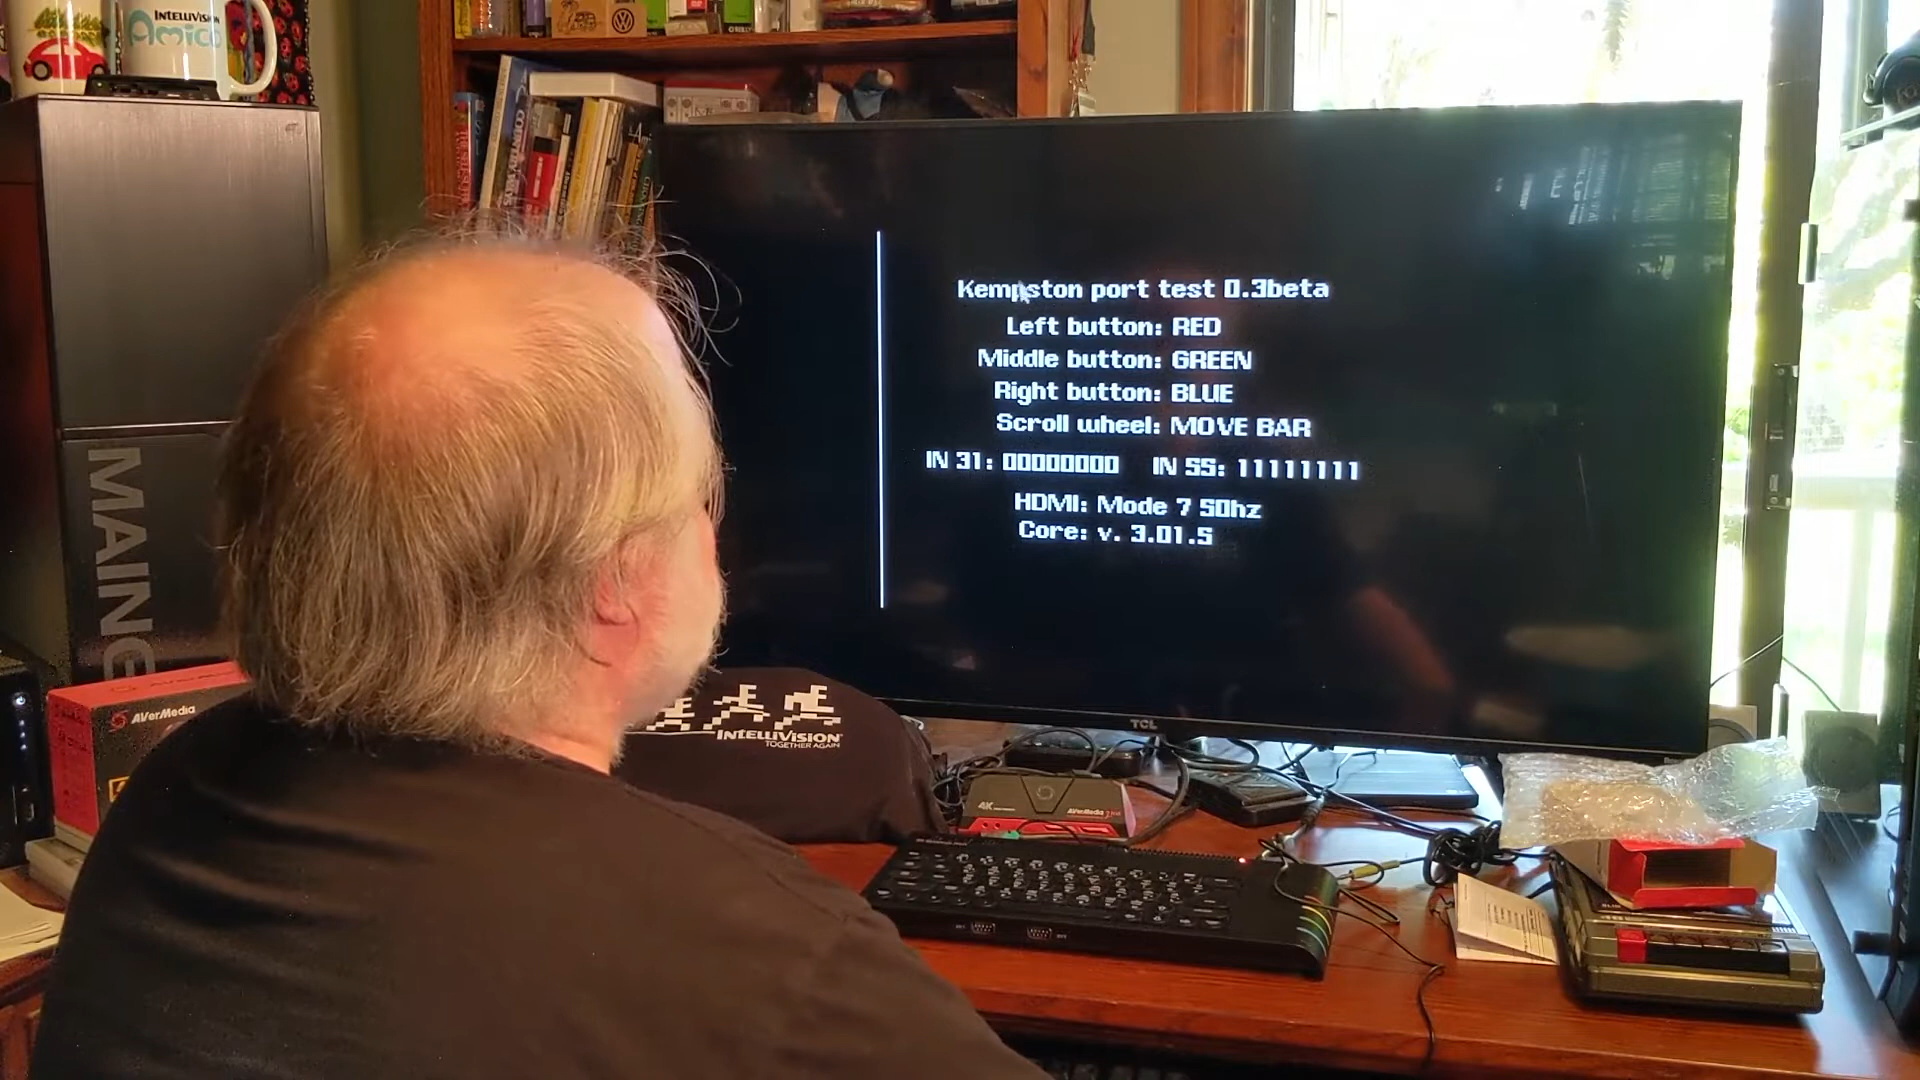 INTELLIVISION
Amico
Kempston port test 0.3beta
Left button: RED
Middle button: GREEN
Right button: BLUE
Scroll wheel: MOVE BAR
IN 31: 00000000 IN 55: 11111111
HDMI: Mode 7 50hz
Core: v. 3.01.5
MAING
AVerMedia
INTELLIVISION
TOGETHER AGAIN
TCL
4K
AVerMedia